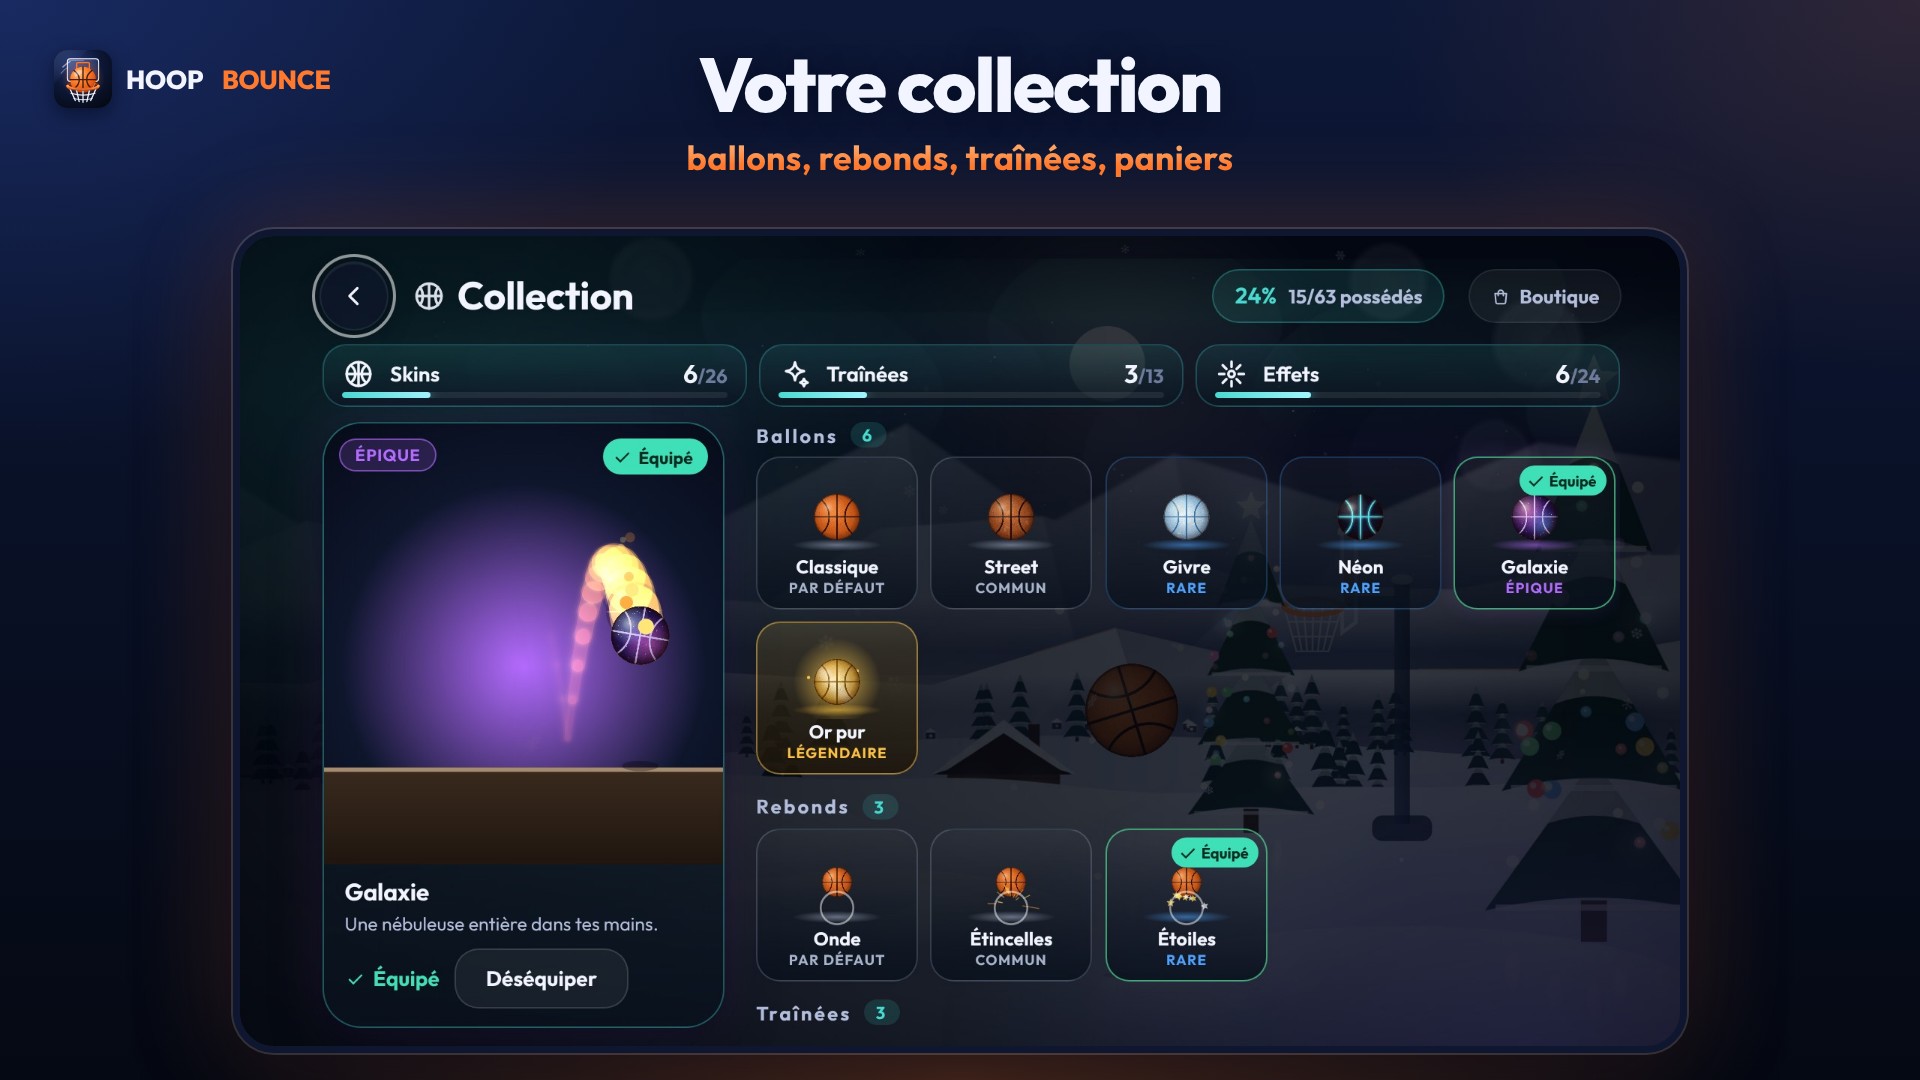 HOOP BOUNCE
Votre collection
ballons, rebonds, traînées, paniers
Collection
24% 15/63 possédés
Boutique
Skins 6/26
Traînées 3/13
Effets 6/24
ÉPIQUE
Équipé
Galaxie
Une nébuleuse entière dans tes mains.
Équipé
Déséquiper
Ballons 6
Classique
PAR DÉFAUT
Street
COMMUN
Givre
RARE
Néon
RARE
Équipé
Galaxie
ÉPIQUE
Or pur
LÉGENDAIRE
Rebonds 3
Onde
PAR DÉFAUT
Étincelles
COMMUN
Équipé
Étoiles
RARE
Traînées 3